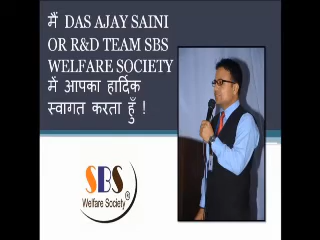 मैं DAS AJAY SAINI
OR R&D TEAM SBS
WELFARE SOCIETY
में आपका हार्दिक
स्वागत करता हुँ !
SBS
Welfare Society®